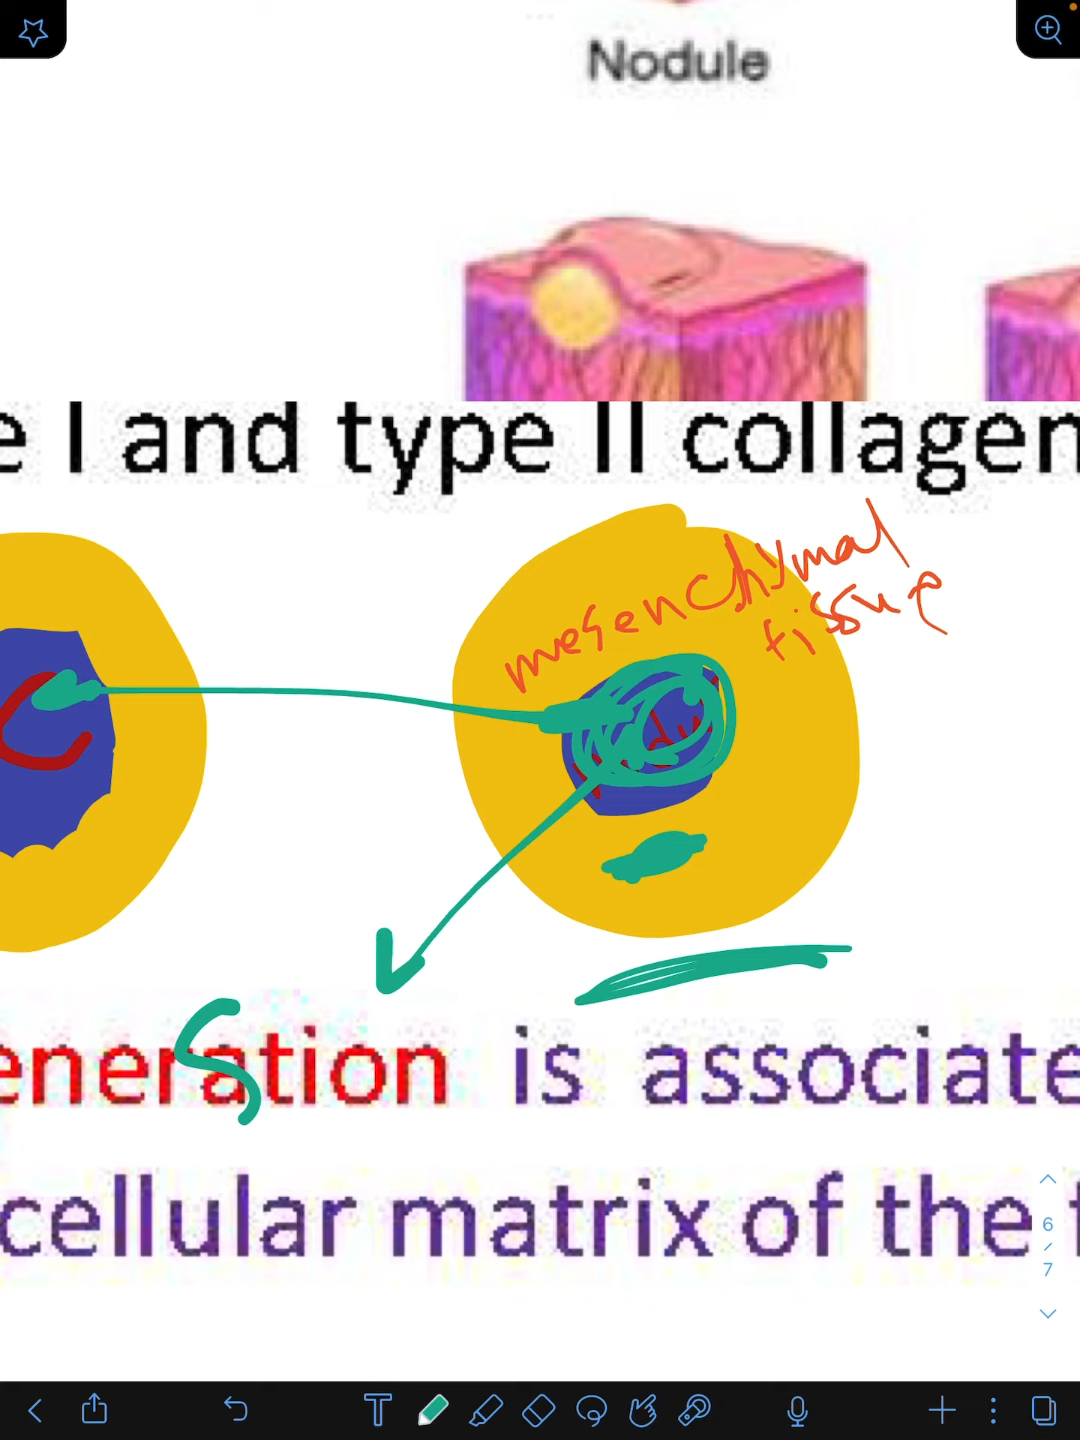 Nodule
e I and type II collagen
mesenchymal
tissue
S
eneration is associate
cellular matrix of the f
6
/
7
T